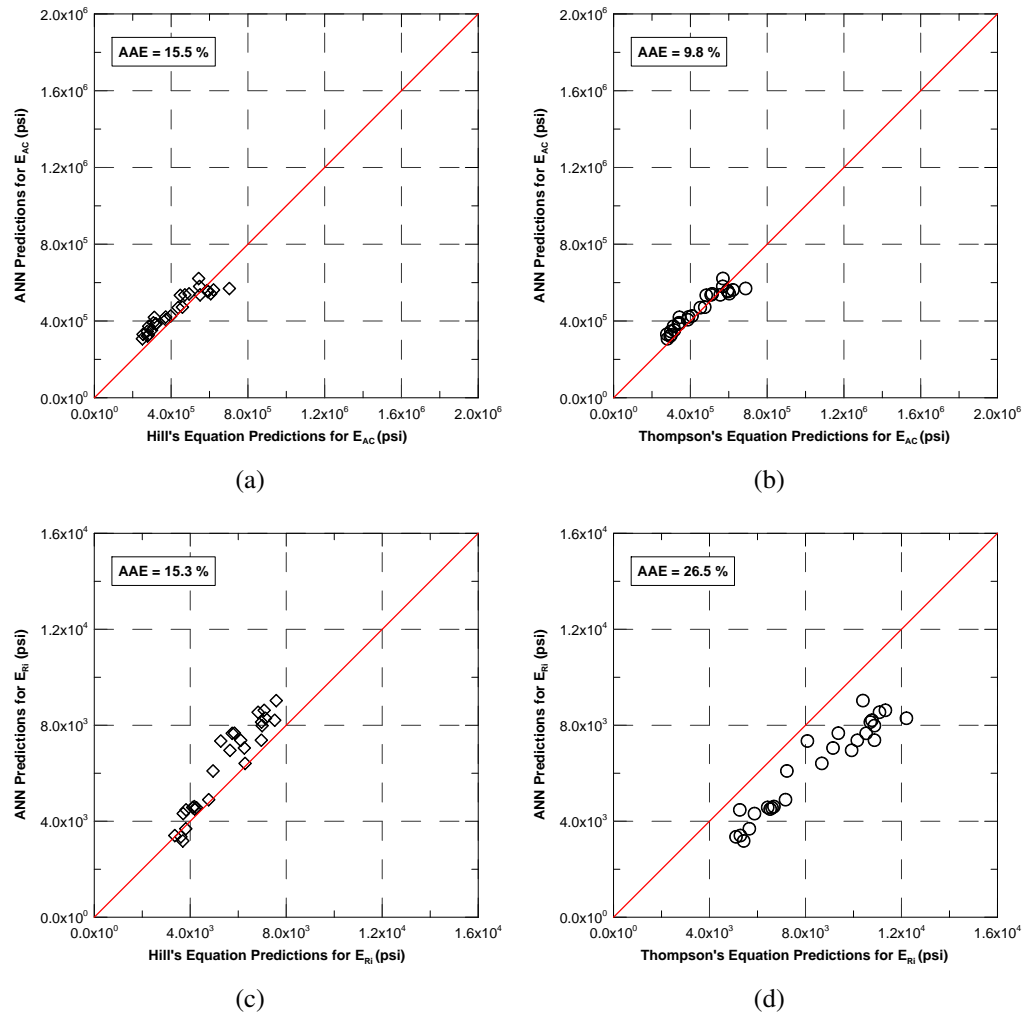 AAE = 15.5 %
ANN Predictions for E_AC (psi)
2.0x10^6
1.6x10^6
1.2x10^6
8.0x10^5
4.0x10^5
0.0x10^0
0.0x10^0 4.0x10^5 8.0x10^5 1.2x10^6 1.6x10^6 2.0x10^6
Hill's Equation Predictions for E_AC (psi)
(a)
AAE = 9.8 %
ANN Predictions for E_AC (psi)
2.0x10^6
1.6x10^6
1.2x10^6
8.0x10^5
4.0x10^5
0.0x10^0
0.0x10^0 4.0x10^5 8.0x10^5 1.2x10^6 1.6x10^6 2.0x10^6
Thompson's Equation Predictions for E_AC (psi)
(b)
AAE = 15.3 %
ANN Predictions for E_Ri (psi)
1.6x10^4
1.2x10^4
8.0x10^3
4.0x10^3
0.0x10^0
0.0x10^0 4.0x10^3 8.0x10^3 1.2x10^4 1.6x10^4
Hill's Equation Predictions for E_Ri (psi)
(c)
AAE = 26.5 %
ANN Predictions for E_Ri (psi)
1.6x10^4
1.2x10^4
8.0x10^3
4.0x10^3
0.0x10^0
0.0x10^0 4.0x10^3 8.0x10^3 1.2x10^4 1.6x10^4
Thompson's Equation Predictions for E_Ri (psi)
(d)